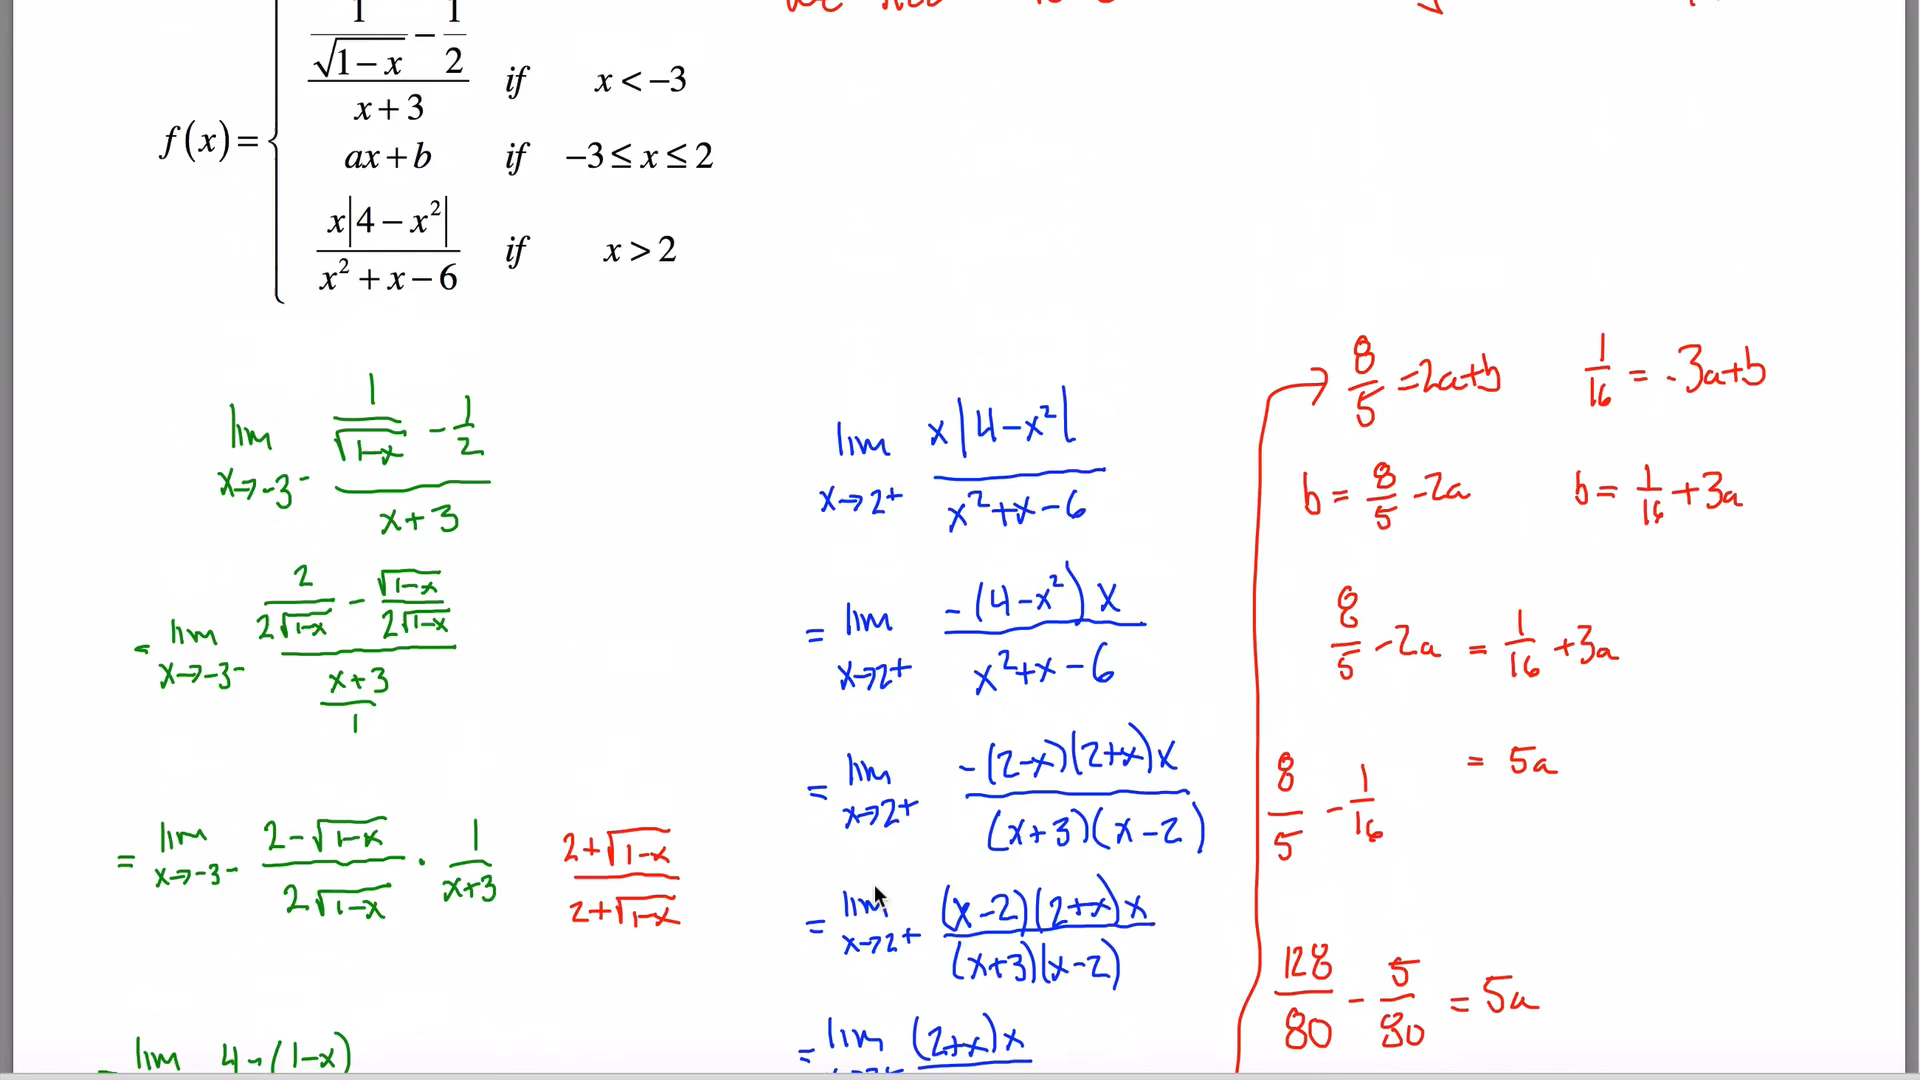 f(x) = { (1/√(1−x) − 1/2)/(x+3) if x < −3
ax + b if −3 ≤ x ≤ 2
x|4 − x²|/(x² + x − 6) if x > 2
lim x→-3⁻ (1/√(1-x) - 1/2)/(x+3)
= lim x→-3⁻ (2/(2√(1-x)) - √(1-x)/(2√(1-x)))/((x+3)/1)
= lim x→-3⁻ (2-√(1-x))/(2√(1-x)) · 1/(x+3) (2+√(1-x))/(2+√(1-x))
lim 4-(1-x)
lim x→2⁺ x|4-x²|/(x²+x-6)
= lim x→2⁺ -(4-x²)x/(x²+x-6)
= lim x→2⁺ -(2-x)(2+x)x/((x+3)(x-2))
= lim x→2⁺ (x-2)(2+x)x/((x+3)(x-2))
= lim (2+x)x
8/5 = 2a+b 1/16 = -3a+b
b = 8/5 - 2a b = 1/16 + 3a
8/5 - 2a = 1/16 + 3a
8/5 - 1/16 = 5a
128/80 - 5/80 = 5a